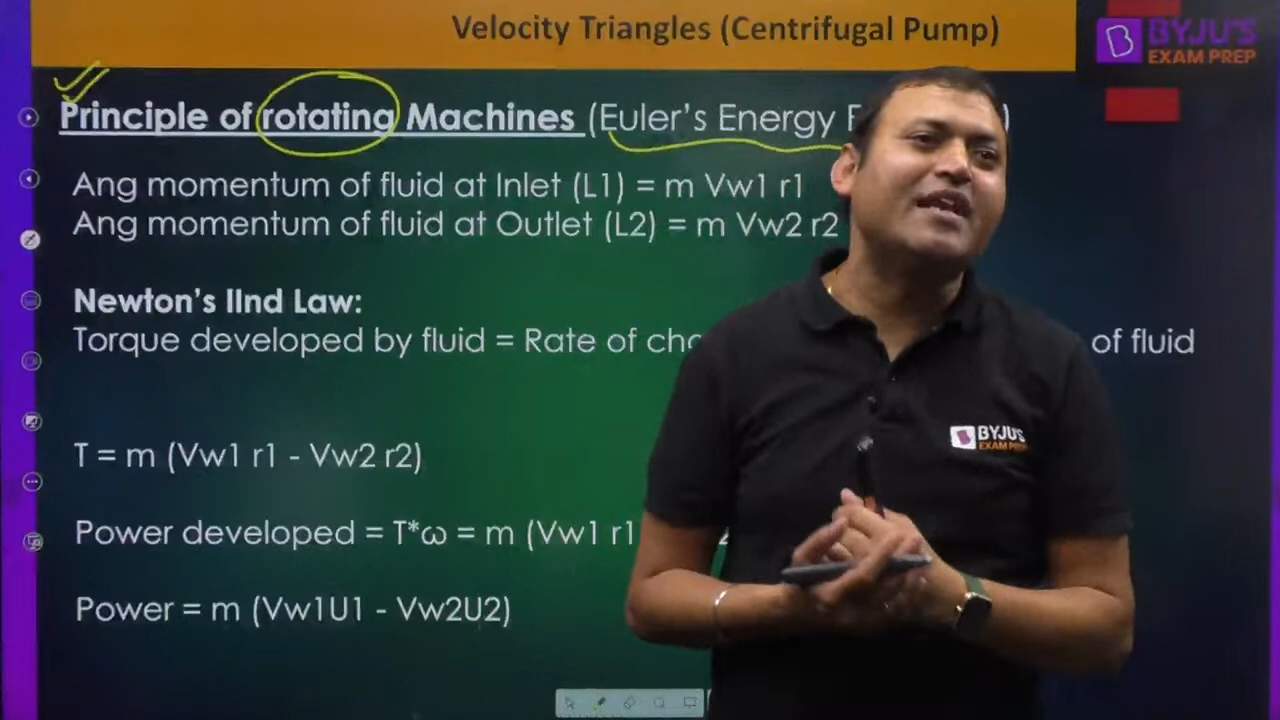 Velocity Triangles (Centrifugal Pump)
BYJU'S
EXAM PREP
Principle of rotating Machines (Euler's Energy
Ang momentum of fluid at Inlet (L1) = m Vw1 r1
Ang momentum of fluid at Outlet (L2) = m Vw2 r2
Newton's IInd Law:
Torque developed by fluid = Rate of of fluid
T = m (Vw1 r1 - Vw2 r2)
BYJU'S
EXAM PREP
Power developed = T*ω = m (Vw1 r1
Power = m (Vw1U1 - Vw2U2)